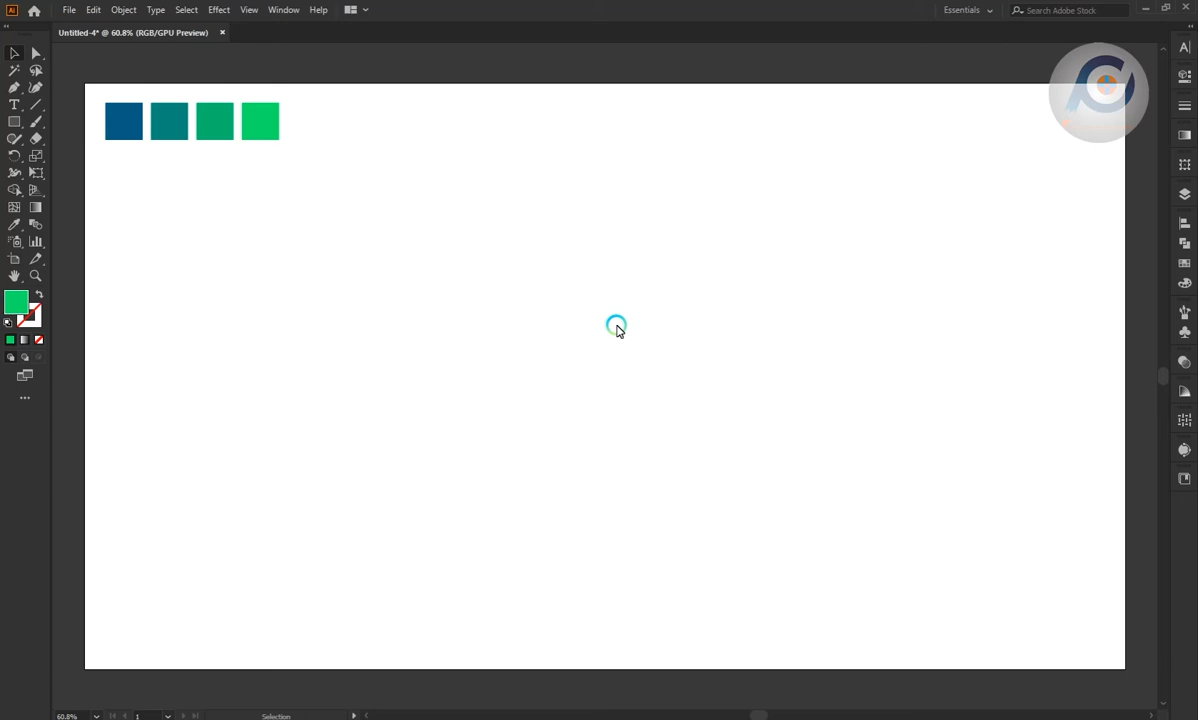 Ai File Edit Object Type Select Effect View Window Help Essentials Search Adobe Stock
Untitled-4* @ 60.8% (RGB/GPU Preview)
60.8% 1 Selection